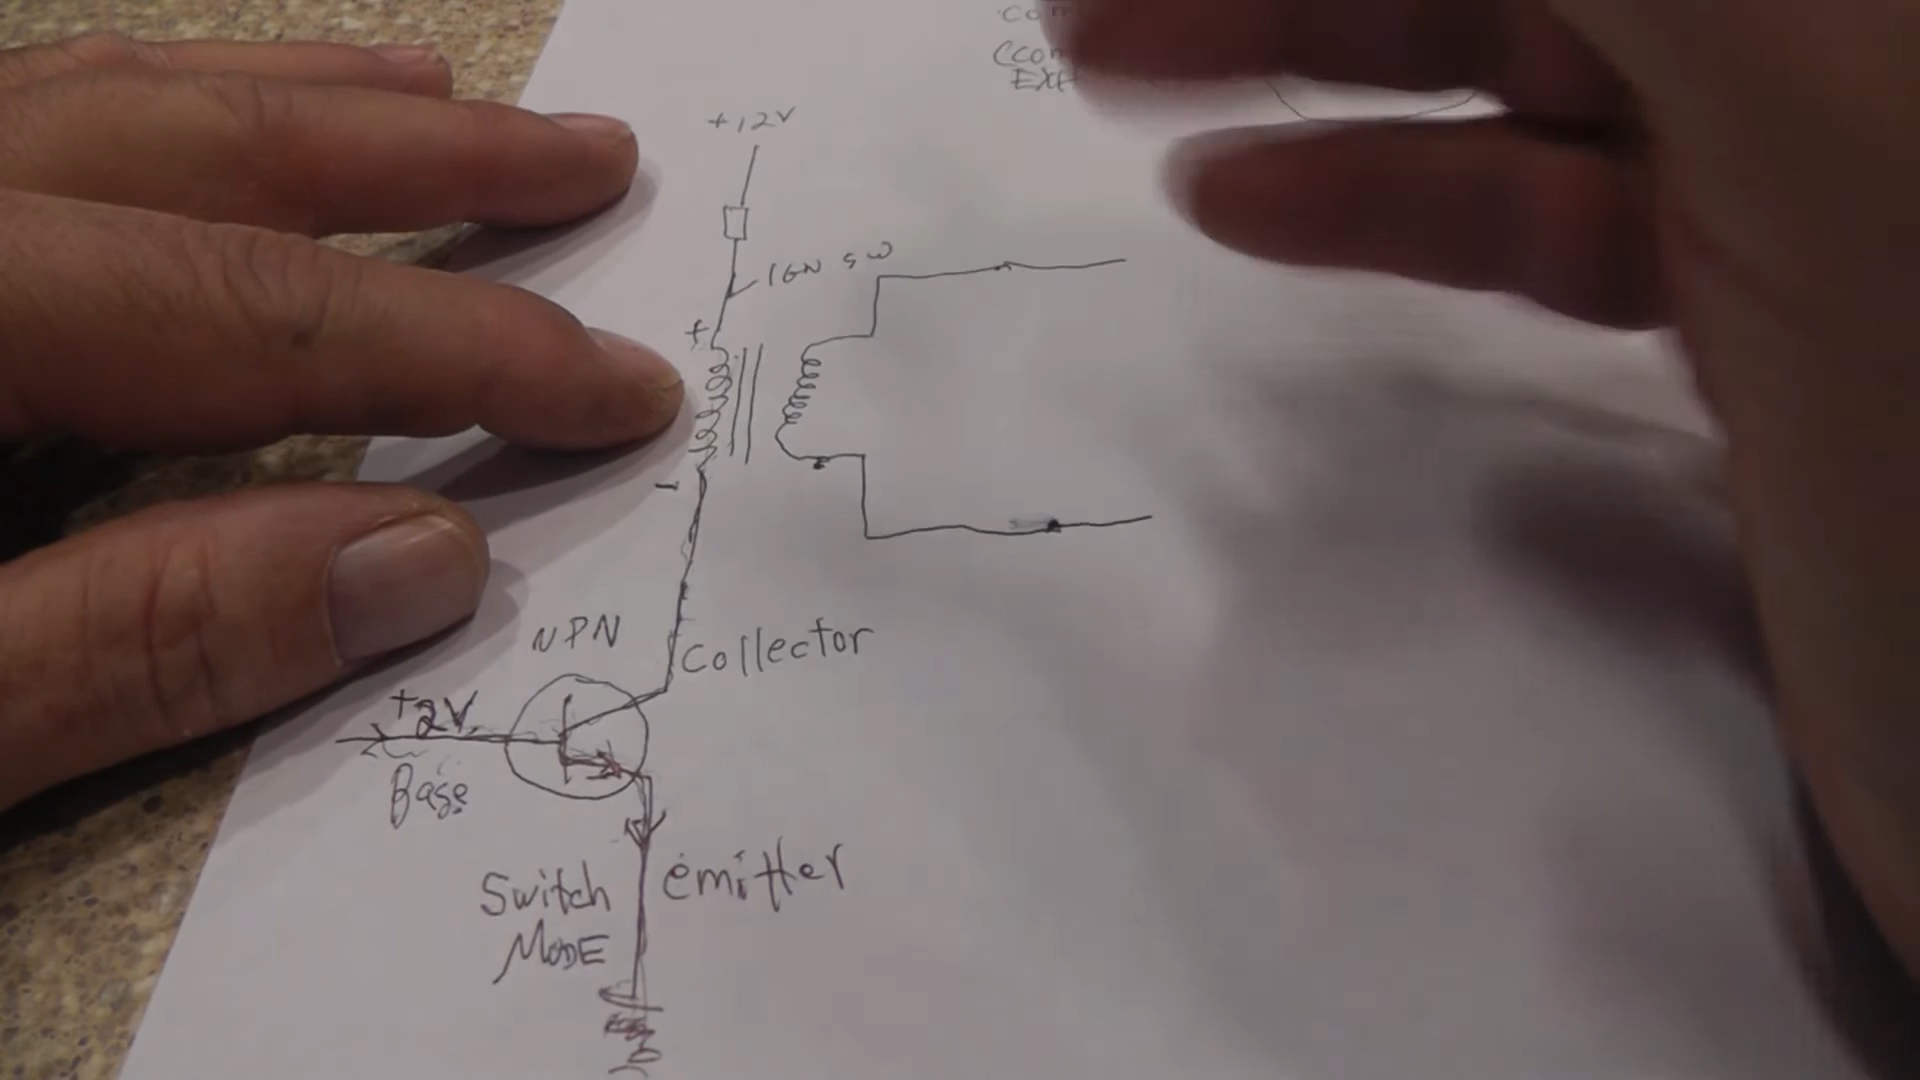 +12V
IGN SW
+
-
NPN
Collector
+2V
Base
emitter
Switch
MODE